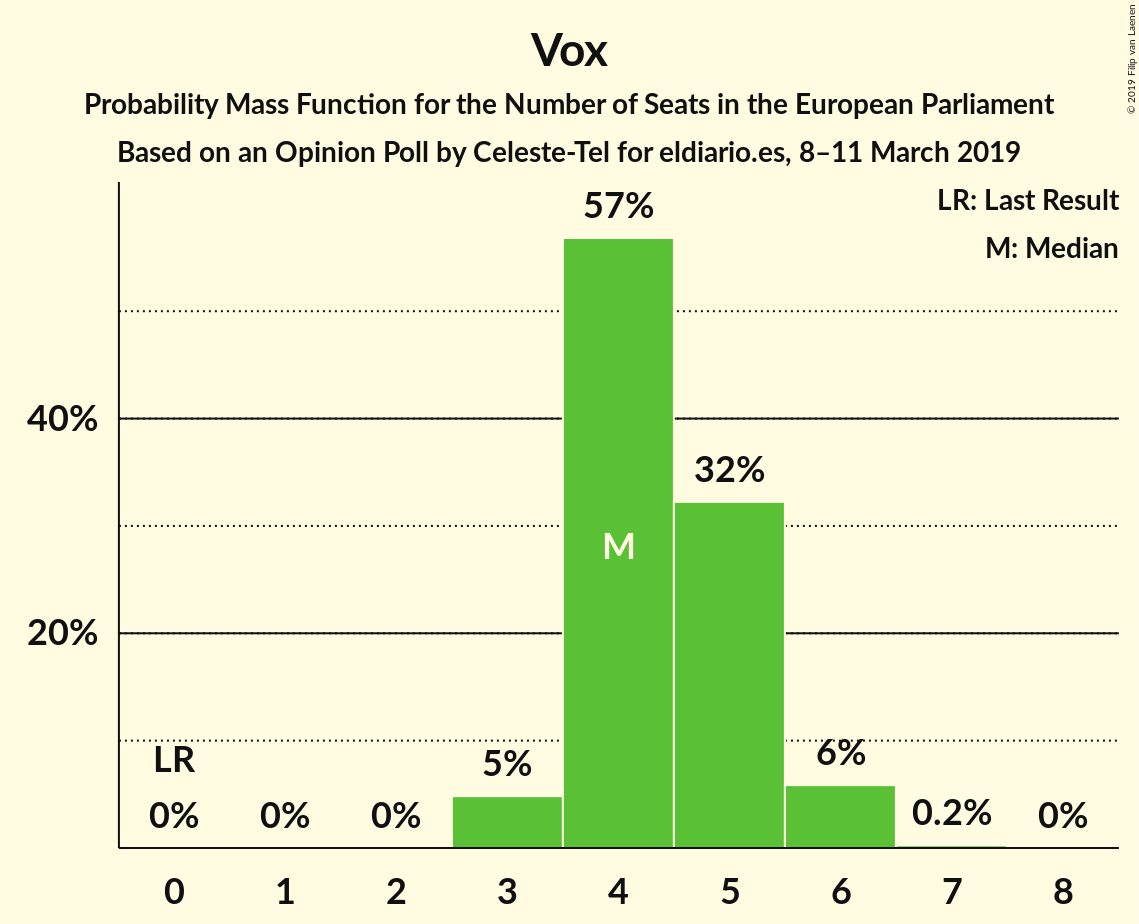 Vox
Probability Mass Function for the Number of Seats in the European Parliament
Based on an Opinion Poll by Celeste-Tel for eldiario.es, 8–11 March 2019
© 2019 Filip van Laenen
LR: Last Result
M: Median
57%
40%
32%
M
20%
LR
5%
6%
0% 0% 0% 0.2% 0%
0 1 2 3 4 5 6 7 8